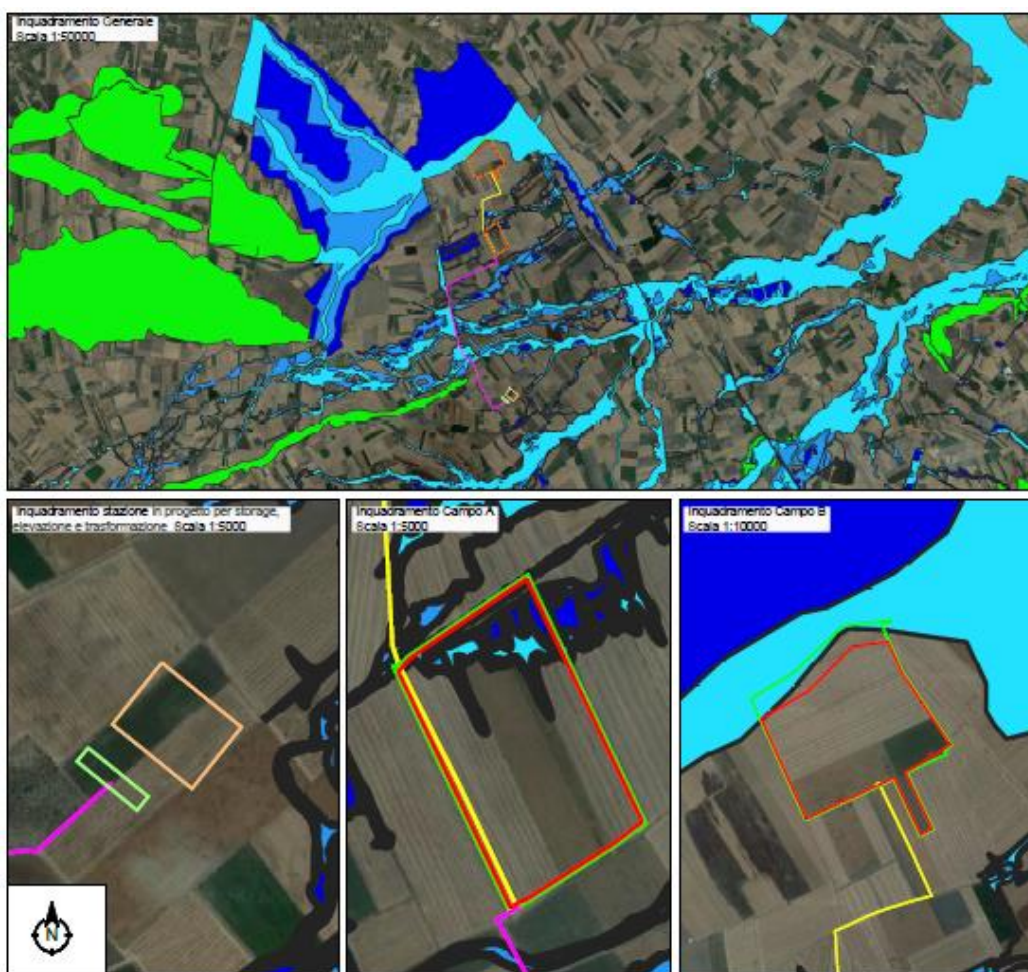 Inquadramento Generale
Scala 1:50000
Inquadramento stazione in progetto per storage,
elevazione e trasformazione Scala 1:5000
Inquadramento Campo A
Scala 1:5000
Inquadramento Campo B
Scala 1:10000
N